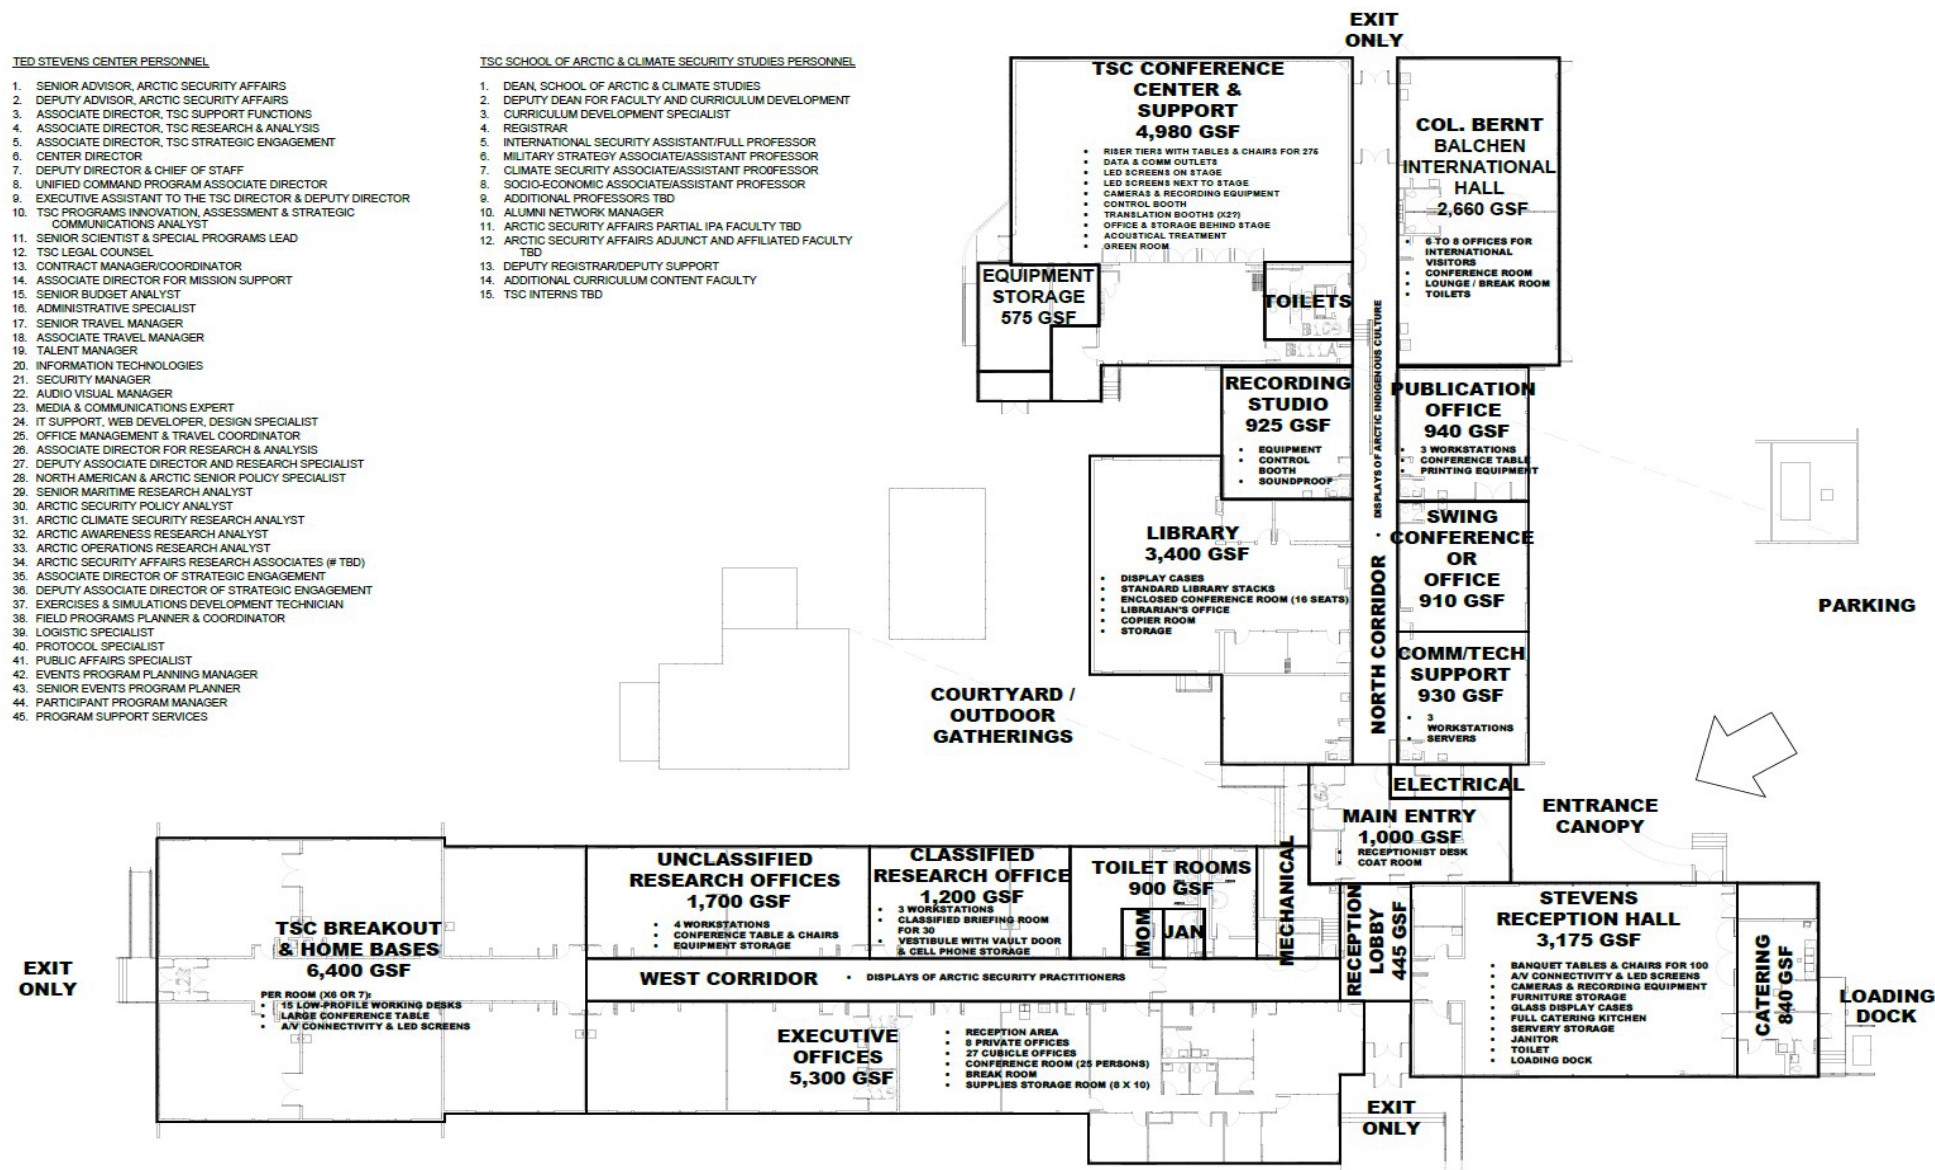 TED STEVENS CENTER PERSONNEL
1. SENIOR ADVISOR, ARCTIC SECURITY AFFAIRS
2. DEPUTY ADVISOR, ARCTIC SECURITY AFFAIRS
3. ASSOCIATE DIRECTOR, TSC SUPPORT FUNCTIONS
4. ASSOCIATE DIRECTOR, TSC RESEARCH & ANALYSIS
5. ASSOCIATE DIRECTOR, TSC STRATEGIC ENGAGEMENT
6. CENTER DIRECTOR
7. DEPUTY DIRECTOR & CHIEF OF STAFF
8. UNIFIED COMMAND PROGRAM ASSOCIATE DIRECTOR
9. EXECUTIVE ASSISTANT TO THE TSC DIRECTOR & DEPUTY DIRECTOR
10. TSC PROGRAMS INNOVATION, ASSESSMENT & STRATEGIC
COMMUNICATIONS ANALYST
11. SENIOR SCIENTIST & SPECIAL PROGRAMS LEAD
12. TSC LEGAL COUNSEL
13. CONTRACT MANAGER/COORDINATOR
14. ASSOCIATE DIRECTOR FOR MISSION SUPPORT
15. SENIOR BUDGET ANALYST
16. ADMINISTRATIVE SPECIALIST
17. SENIOR TRAVEL MANAGER
18. ASSOCIATE TRAVEL MANAGER
19. TALENT MANAGER
20. INFORMATION TECHNOLOGIES
21. SECURITY MANAGER
22. AUDIO VISUAL MANAGER
23. MEDIA & COMMUNICATIONS EXPERT
24. IT SUPPORT, WEB DEVELOPER, DESIGN SPECIALIST
25. OFFICE MANAGEMENT & TRAVEL COORDINATOR
26. ASSOCIATE DIRECTOR FOR RESEARCH & ANALYSIS
27. DEPUTY ASSOCIATE DIRECTOR AND RESEARCH SPECIALIST
28. NORTH AMERICAN & ARCTIC SENIOR POLICY SPECIALIST
29. SENIOR MARITIME RESEARCH ANALYST
30. ARCTIC SECURITY POLICY ANALYST
31. ARCTIC CLIMATE SECURITY RESEARCH ANALYST
32. ARCTIC AWARENESS RESEARCH ANALYST
33. ARCTIC OPERATIONS RESEARCH ANALYST
34. ARCTIC SECURITY AFFAIRS RESEARCH ASSOCIATES (# TBD)
35. ASSOCIATE DIRECTOR OF STRATEGIC ENGAGEMENT
36. DEPUTY ASSOCIATE DIRECTOR OF STRATEGIC ENGAGEMENT
37. EXERCISES & SIMULATIONS DEVELOPMENT TECHNICIAN
38. FIELD PROGRAMS PLANNER & COORDINATOR
39. LOGISTIC SPECIALIST
40. PROTOCOL SPECIALIST
41. PUBLIC AFFAIRS SPECIALIST
42. EVENTS PROGRAM PLANNING MANAGER
43. SENIOR EVENTS PROGRAM PLANNER
44. PARTICIPANT PROGRAM MANAGER
45. PROGRAM SUPPORT SERVICES
TSC SCHOOL OF ARCTIC & CLIMATE SECURITY STUDIES PERSONNEL
1. DEAN, SCHOOL OF ARCTIC & CLIMATE STUDIES
2. DEPUTY DEAN FOR FACULTY AND CURRICULUM DEVELOPMENT
3. CURRICULUM DEVELOPMENT SPECIALIST
4. REGISTRAR
5. INTERNATIONAL SECURITY ASSISTANT/FULL PROFESSOR
6. MILITARY STRATEGY ASSOCIATE/ASSISTANT PROFESSOR
7. CLIMATE SECURITY ASSOCIATE/ASSISTANT PROFESSOR
8. SOCIO-ECONOMIC ASSOCIATE/ASSISTANT PROFESSOR
9. ADDITIONAL PROFESSORS TBD
10. ALUMNI NETWORK MANAGER
11. ARCTIC SECURITY AFFAIRS PARTIAL IPA FACULTY TBD
12. ARCTIC SECURITY AFFAIRS ADJUNCT AND AFFILIATED FACULTY
TBD
13. DEPUTY REGISTRAR/DEPUTY SUPPORT
14. ADDITIONAL CURRICULUM CONTENT FACULTY
15. TSC INTERNS TBD
EXIT
ONLY
TSC CONFERENCE
CENTER &
SUPPORT
4,980 GSF
• RISER TIERS WITH TABLES & CHAIRS FOR 275
• DATA & COMM OUTLETS
• LED SCREENS ON STAGE
• LED SCREENS NEXT TO STAGE
• CAMERAS & RECORDING EQUIPMENT
• CONTROL BOOTH
• TRANSLATION BOOTHS (X2?)
• OFFICE & STORAGE BEHIND STAGE
• ACOUSTICAL TREATMENT
• GREEN ROOM
COL. BERNT
BALCHEN
INTERNATIONAL
HALL
2,660 GSF
• 6 TO 8 OFFICES FOR
INTERNATIONAL
VISITORS
• CONFERENCE ROOM
• LOUNGE / BREAK ROOM
• TOILETS
EQUIPMENT
STORAGE
575 GSF
TOILETS
B109
B111A
RECORDING
STUDIO
925 GSF
• EQUIPMENT
• CONTROL
BOOTH
• SOUNDPROOF
NORTH CORRIDOR • DISPLAYS OF ARCTIC INDIGENOUS CULTURE
PUBLICATION
OFFICE
940 GSF
• 3 WORKSTATIONS
• CONFERENCE TABLE
• PRINTING EQUIPMENT
LIBRARY
3,400 GSF
• DISPLAY CASES
• STANDARD LIBRARY STACKS
• ENCLOSED CONFERENCE ROOM (16 SEATS)
• LIBRARIAN'S OFFICE
• COPIER ROOM
• STORAGE
SWING
CONFERENCE
OR
OFFICE
910 GSF
PARKING
COMM/TECH
SUPPORT
930 GSF
• 3
WORKSTATIONS
• SERVERS
COURTYARD /
OUTDOOR
GATHERINGS
ELECTRICAL
MAIN ENTRY
1,000 GSF
• RECEPTIONIST DESK
• COAT ROOM
ENTRANCE
CANOPY
EXIT
ONLY
TSC BREAKOUT
& HOME BASES
6,400 GSF
PER ROOM (X6 OR 7):
• 15 LOW-PROFILE WORKING DESKS
• LARGE CONFERENCE TABLE
• A/V CONNECTIVITY & LED SCREENS
UNCLASSIFIED
RESEARCH OFFICES
1,700 GSF
• 4 WORKSTATIONS
• CONFERENCE TABLE & CHAIRS
• EQUIPMENT STORAGE
CLASSIFIED
RESEARCH OFFICE
1,200 GSF
• 3 WORKSTATIONS
• CLASSIFIED BRIEFING ROOM
FOR 30
• VESTIBULE WITH VAULT DOOR
& CELL PHONE STORAGE
TOILET ROOMS
900 GSF
MOM
JAN
MECHANICAL
RECEPTION
LOBBY
445 GSF
WEST CORRIDOR • DISPLAYS OF ARCTIC SECURITY PRACTITIONERS
EXECUTIVE
OFFICES
5,300 GSF
• RECEPTION AREA
• 8 PRIVATE OFFICES
• 27 CUBICLE OFFICES
• CONFERENCE ROOM (25 PERSONS)
• BREAK ROOM
• SUPPLIES STORAGE ROOM (8 X 10)
STEVENS
RECEPTION HALL
3,175 GSF
• BANQUET TABLES & CHAIRS FOR 100
• A/V CONNECTIVITY & LED SCREENS
• CAMERAS & RECORDING EQUIPMENT
• FURNITURE STORAGE
• GLASS DISPLAY CASES
• FULL CATERING KITCHEN
• SERVERY STORAGE
• JANITOR
• TOILET
• LOADING DOCK
CATERING
840 GSF
LOADING
DOCK
EXIT
ONLY